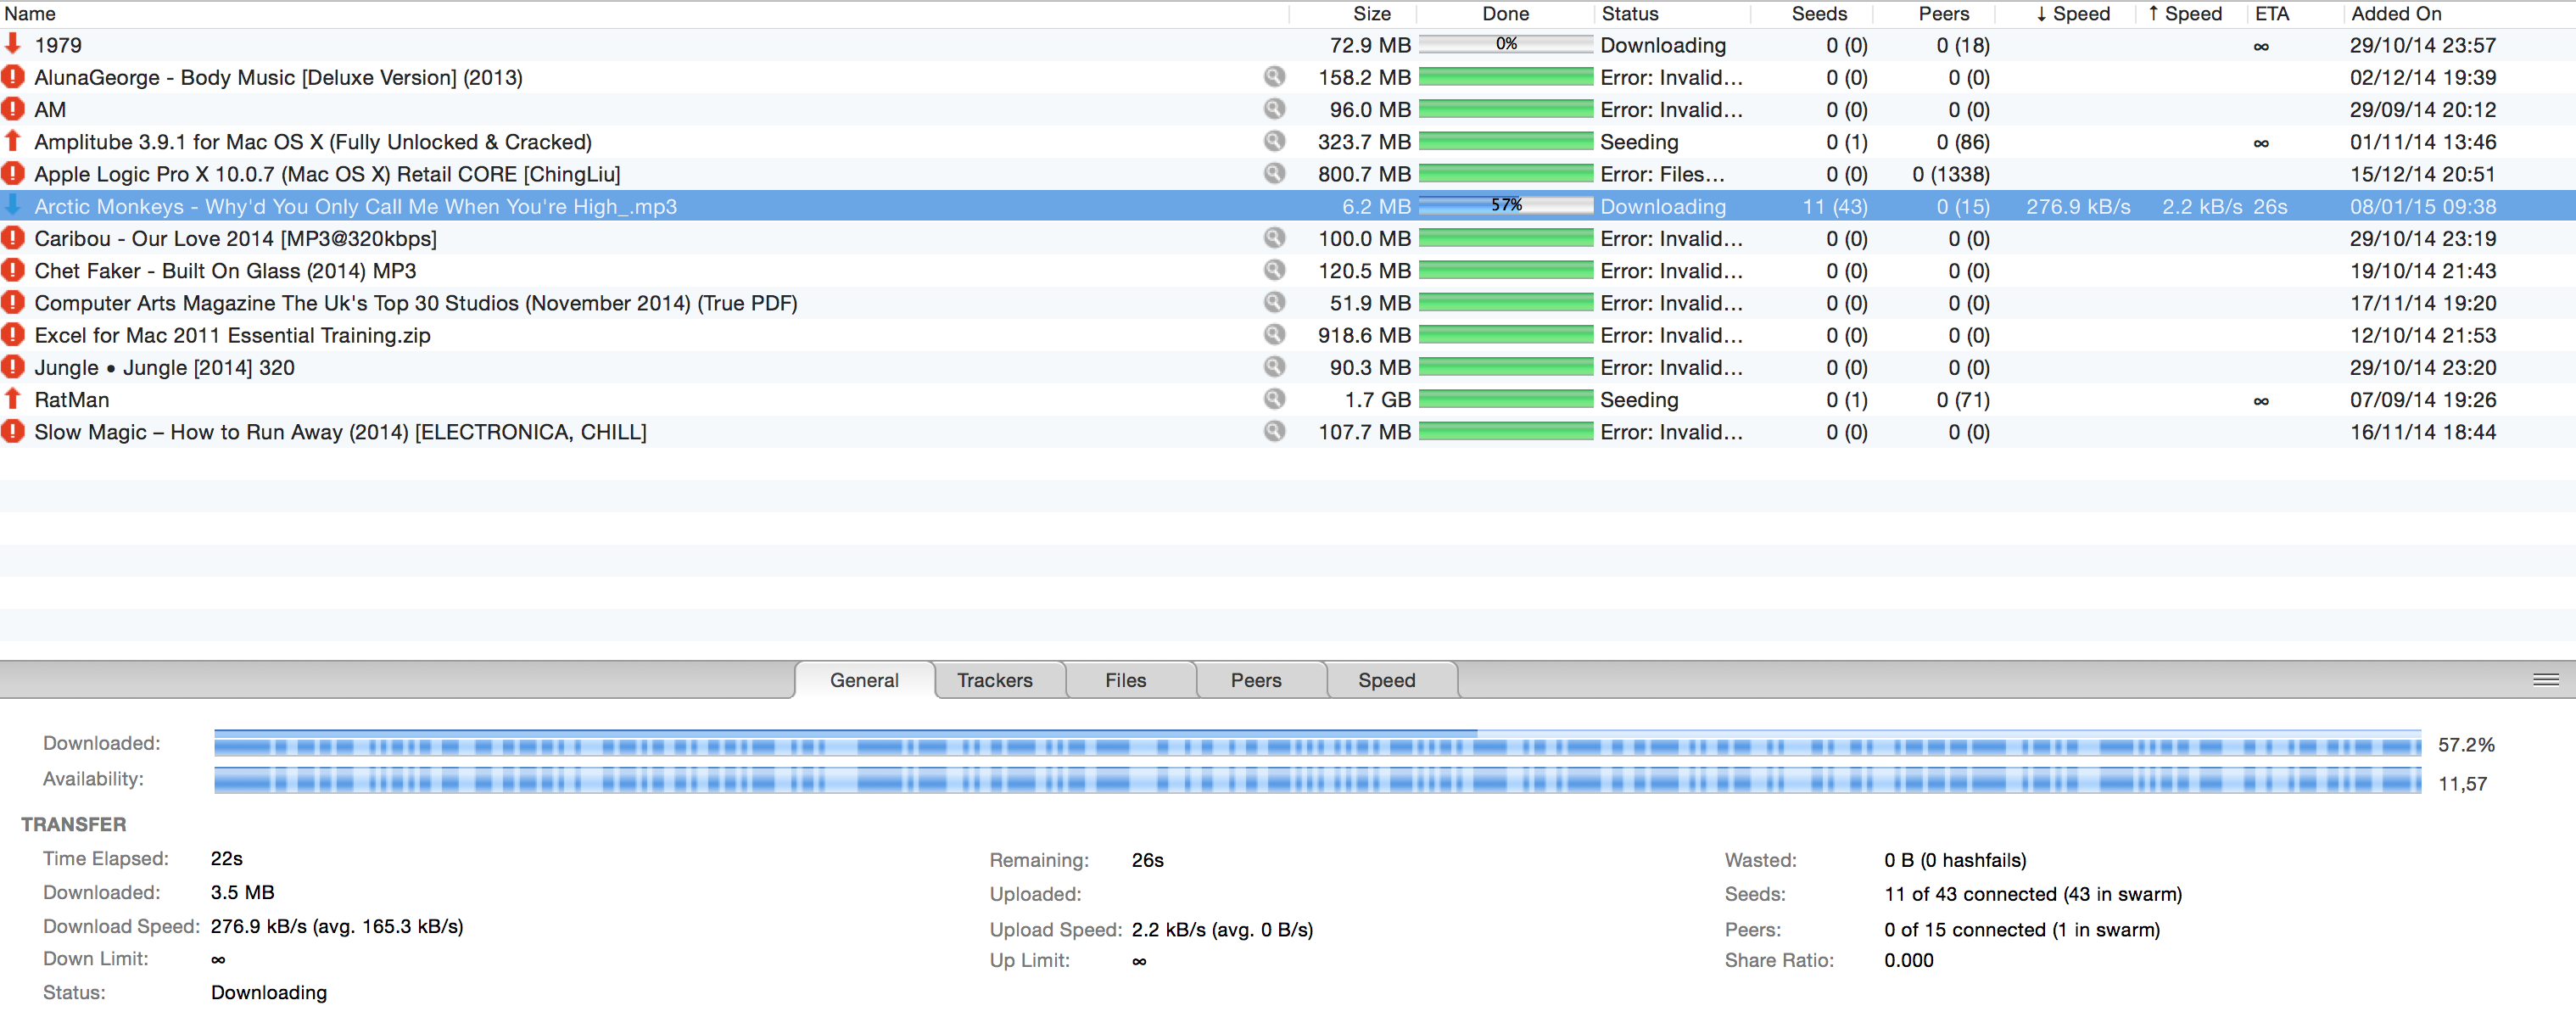 Name Size Done Status Seeds Peers ↓ Speed ↑ Speed ETA Added On
1979 72.9 MB 0% Downloading 0 (0) 0 (18) ∞ 29/10/14 23:57
AlunaGeorge - Body Music [Deluxe Version] (2013) 158.2 MB Error: Invalid... 0 (0) 0 (0) 02/12/14 19:39
AM 96.0 MB Error: Invalid... 0 (0) 0 (0) 29/09/14 20:12
Amplitube 3.9.1 for Mac OS X (Fully Unlocked & Cracked) 323.7 MB Seeding 0 (1) 0 (86) ∞ 01/11/14 13:46
Apple Logic Pro X 10.0.7 (Mac OS X) Retail CORE [ChingLiu] 800.7 MB Error: Files... 0 (0) 0 (1338) 15/12/14 20:51
Arctic Monkeys - Why'd You Only Call Me When You're High_.mp3 6.2 MB 57% Downloading 11 (43) 0 (15) 276.9 kB/s 2.2 kB/s 26s 08/01/15 09:38
Caribou - Our Love 2014 [MP3@320kbps] 100.0 MB Error: Invalid... 0 (0) 0 (0) 29/10/14 23:19
Chet Faker - Built On Glass (2014) MP3 120.5 MB Error: Invalid... 0 (0) 0 (0) 19/10/14 21:43
Computer Arts Magazine The Uk's Top 30 Studios (November 2014) (True PDF) 51.9 MB Error: Invalid... 0 (0) 0 (0) 17/11/14 19:20
Excel for Mac 2011 Essential Training.zip 918.6 MB Error: Invalid... 0 (0) 0 (0) 12/10/14 21:53
Jungle • Jungle [2014] 320 90.3 MB Error: Invalid... 0 (0) 0 (0) 29/10/14 23:20
RatMan 1.7 GB Seeding 0 (1) 0 (71) ∞ 07/09/14 19:26
Slow Magic – How to Run Away (2014) [ELECTRONICA, CHILL] 107.7 MB Error: Invalid... 0 (0) 0 (0) 16/11/14 18:44
General Trackers Files Peers Speed
Downloaded: 57.2%
Availability: 11,57
TRANSFER
Time Elapsed: 22s Remaining: 26s Wasted: 0 B (0 hashfails)
Downloaded: 3.5 MB Uploaded: Seeds: 11 of 43 connected (43 in swarm)
Download Speed: 276.9 kB/s (avg. 165.3 kB/s) Upload Speed: 2.2 kB/s (avg. 0 B/s) Peers: 0 of 15 connected (1 in swarm)
Down Limit: ∞ Up Limit: ∞ Share Ratio: 0.000
Status: Downloading